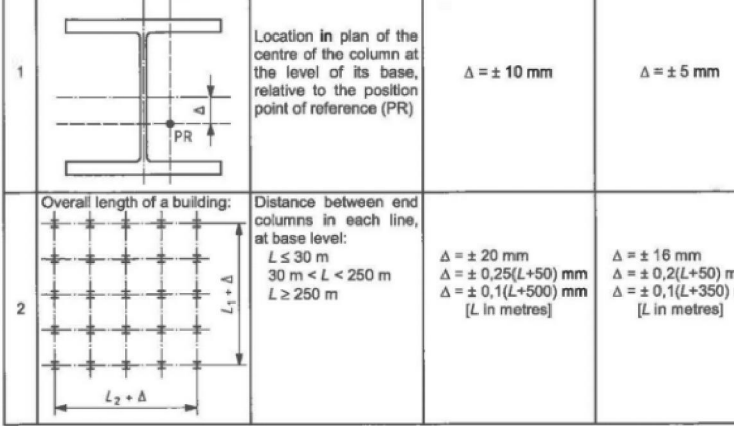 1
Δ
PR
Location in plan of the
centre of the column at
the level of its base,
relative to the position
point of reference (PR)
Δ = ± 10 mm
Δ = ± 5 mm
2
Overall length of a building:
L₁ + Δ
L₂ + Δ
Distance between end
columns in each line,
at base level:
L ≤ 30 m
30 m < L < 250 m
L ≥ 250 m
Δ = ± 20 mm
Δ = ± 0,25(L+50) mm
Δ = ± 0,1(L+500) mm
[L in metres]
Δ = ± 16 mm
Δ = ± 0,2(L+50) m
Δ = ± 0,1(L+350)
[L in metres]